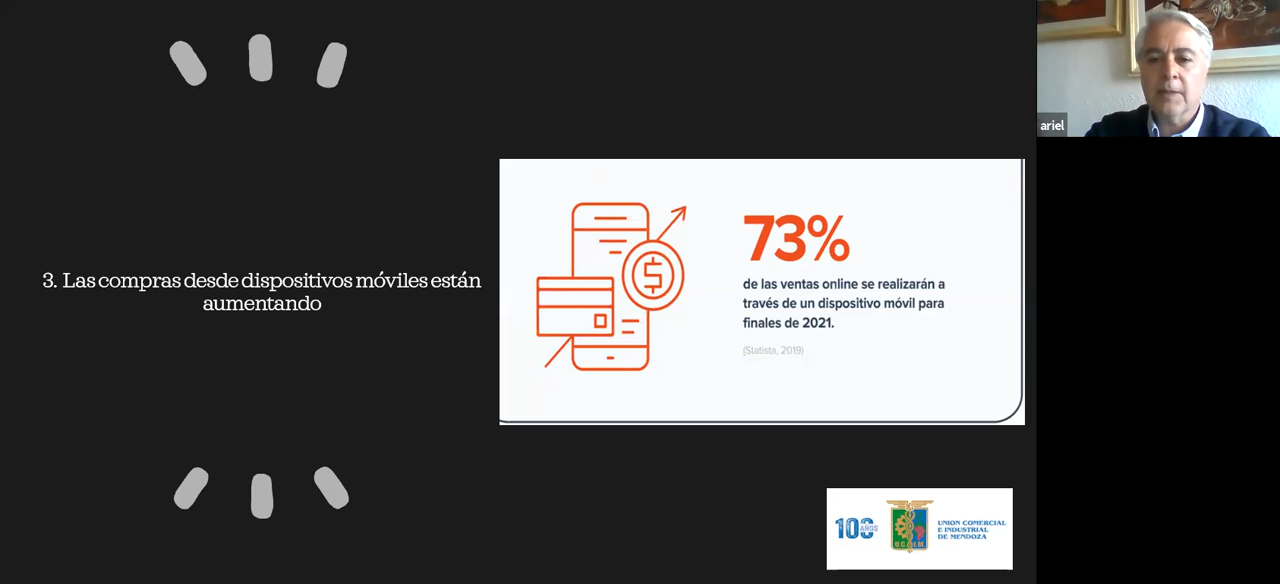 3. Las compras desde dispositivos móviles están
aumentando
73%
de las ventas online se realizarán a
través de un dispositivo móvil para
finales de 2021.
(Statista, 2019)
ariel
100
AÑOS
UNION COMERCIAL
E INDUSTRIAL
DE MENDOZA